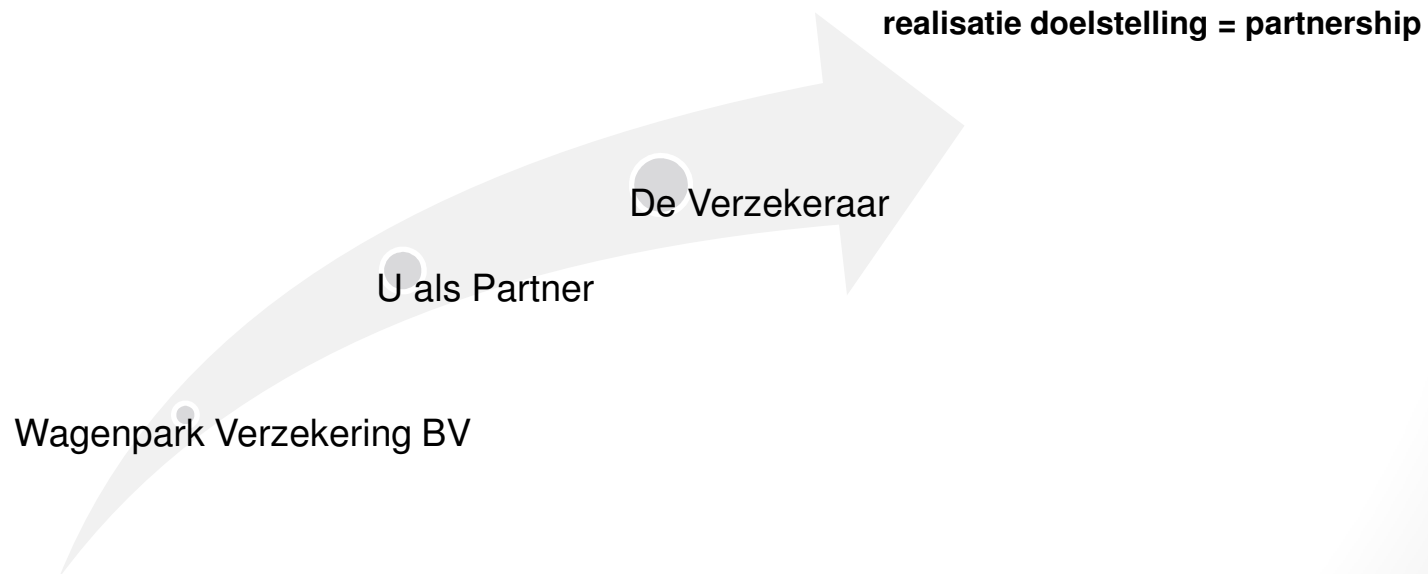 realisatie doelstelling = partnership
De Verzekeraar
U als Partner
Wagenpark Verzekering BV